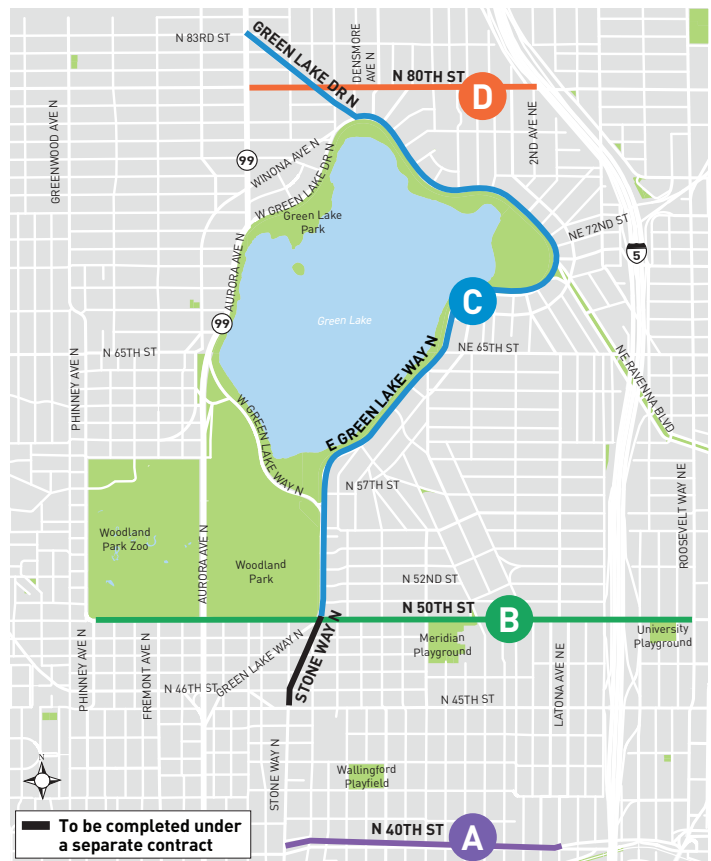 N 83RD ST
GREEN LAKE DR N
DENSMORE
AVE N
N 80TH ST
D
2ND AVE NE
GREENWOOD AVE N
99
WINONA AVE N
W GREEN LAKE DR N
Green Lake
Park
NE 72ND ST
5
AURORA AVE N
C
99
Green Lake
N 65TH ST
NE 65TH ST
PHINNEY AVE N
E GREEN LAKE WAY N
NE RAVENNA BLVD
W GREEN LAKE WAY N
N 57TH ST
ROOSEVELT WAY NE
Woodland
Park Zoo
AURORA AVE N
Woodland
Park
N 52ND ST
N 50TH ST
B
PHINNEY AVE N
FREMONT AVE N
GREEN LAKE WAY N
STONE WAY N
Meridian
Playground
University
Playground
LATONA AVE NE
N 46TH ST
N 45TH ST
STONE WAY N
N
Wallingford
Playfield
To be completed under
a separate contract
N 40TH ST
A